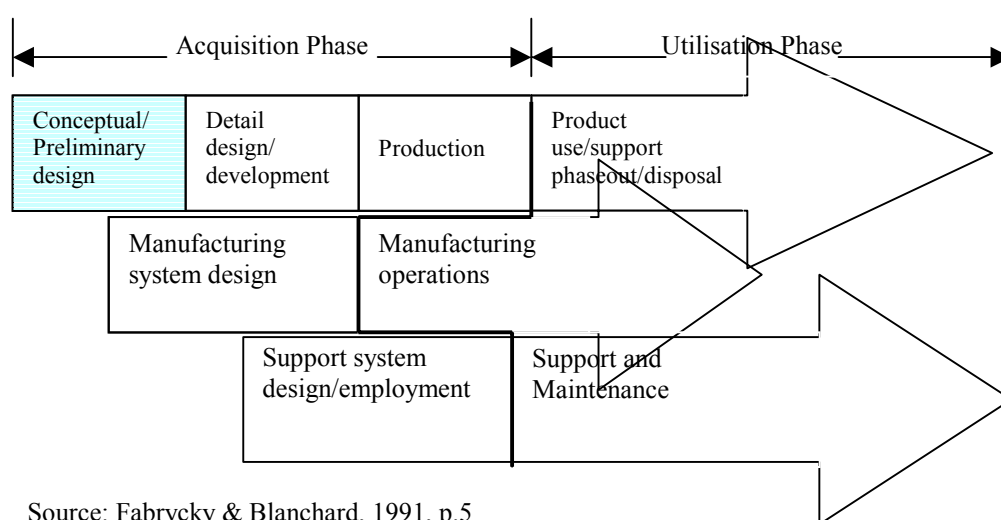 Acquisition Phase
Utilisation Phase
Conceptual/
Preliminary
design
Detail
design/
development
Production
Product
use/support
phaseout/disposal
Manufacturing
system design
Manufacturing
operations
Support system
design/employment
Support and
Maintenance
Source: Fabrycky & Blanchard, 1991, p.5